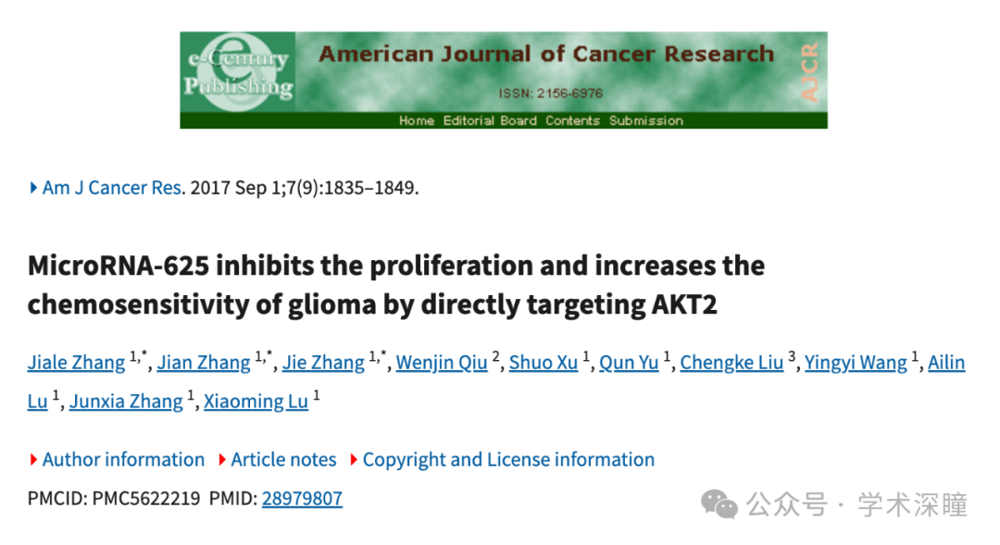 e-Century
Publishing
American Journal of Cancer Research
ISSN: 2156-6976
AJCR
Home Editorial Board Contents Submission
Am J Cancer Res. 2017 Sep 1;7(9):1835–1849.
MicroRNA-625 inhibits the proliferation and increases the
chemosensitivity of glioma by directly targeting AKT2
Jiale Zhang 1,*, Jian Zhang 1,*, Jie Zhang 1,*, Wenjin Qiu 2, Shuo Xu 1, Qun Yu 1, Chengke Liu 3, Yingyi Wang 1, Ailin
Lu 1, Junxia Zhang 1, Xiaoming Lu 1
Author information Article notes Copyright and License information
PMCID: PMC5622219 PMID: 28979807
公众号 · 学术深瞳